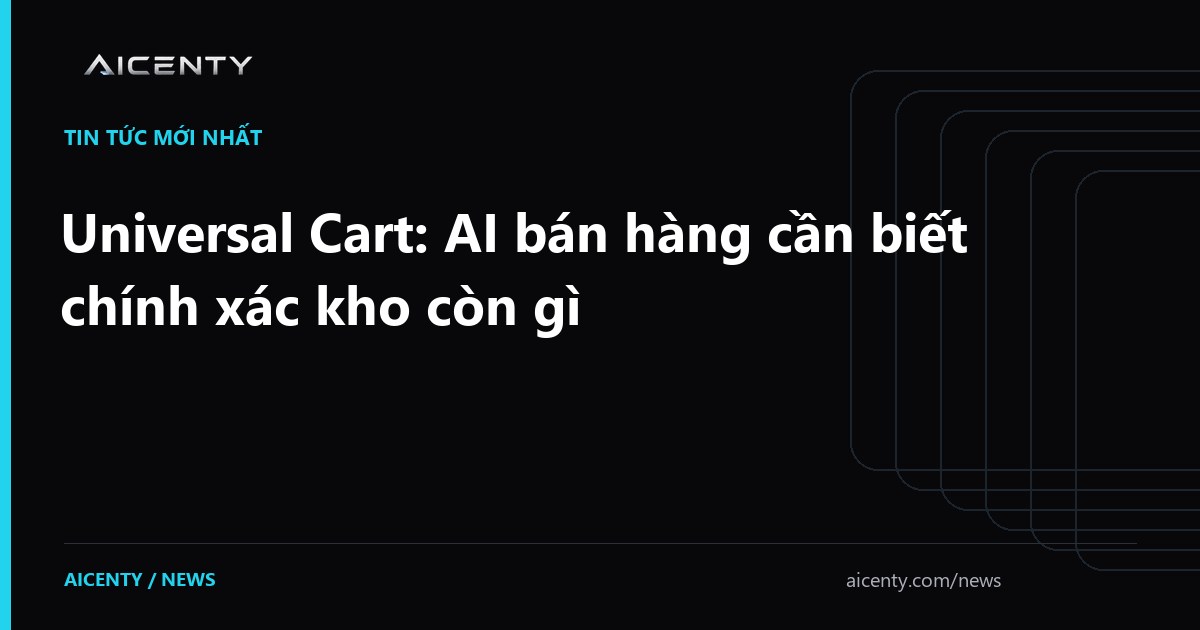 AICENTY
TIN TỨC MỚI NHẤT
Universal Cart: AI bán hàng cần biết
chính xác kho còn gì
AICENTY / NEWS
aicenty.com/news